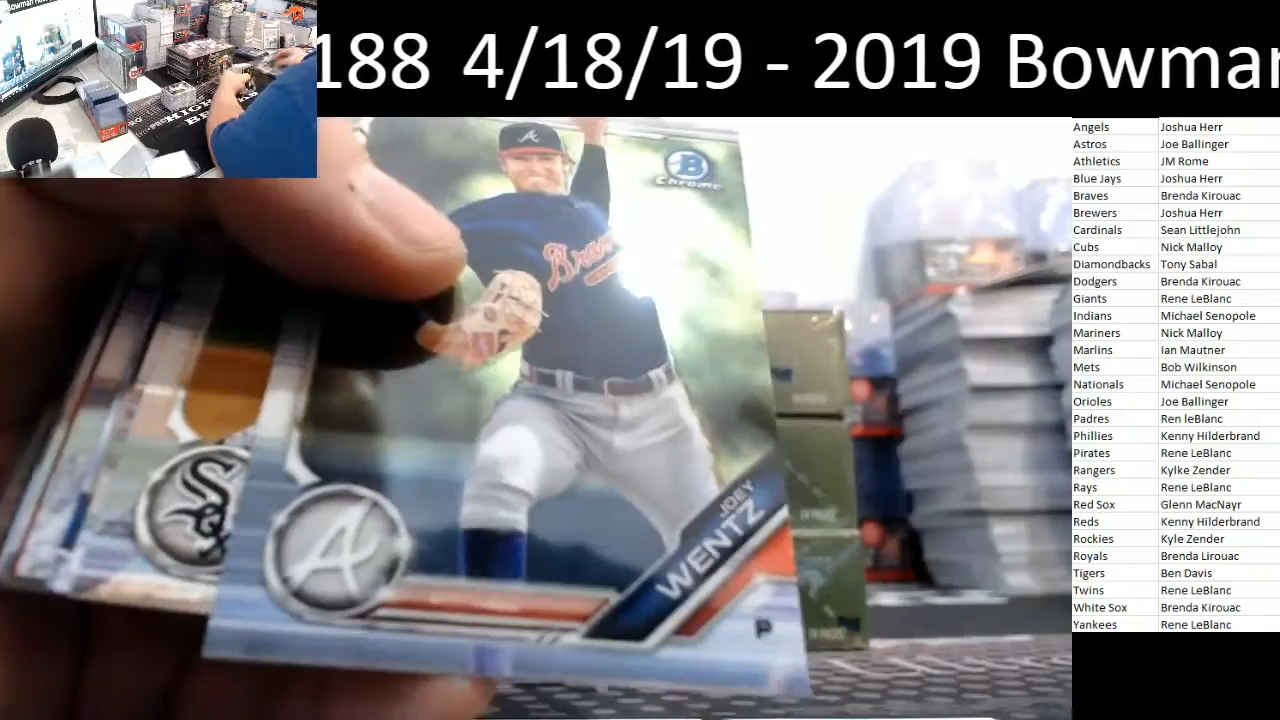 188 4/18/19 - 2019 Bowman
Angels Joshua Herr
Astros Joe Ballinger
Athletics JM Rome
Blue Jays Joshua Herr
Braves Brenda Kirouac
Brewers Joshua Herr
Cardinals Sean Littlejohn
Cubs Nick Malloy
Diamondbacks Tony Sabal
Dodgers Brenda Kirouac
Giants Rene LeBlanc
Indians Michael Senopole
Mariners Nick Malloy
Marlins Ian Mautner
Mets Bob Wilkinson
Nationals Michael Senopole
Orioles Joe Ballinger
Padres Ren leBlanc
Phillies Kenny Hilderbrand
Pirates Rene LeBlanc
Rangers Kylke Zender
Rays Rene LeBlanc
Red Sox Glenn MacNayr
Reds Kenny Hilderbrand
Rockies Kyle Zender
Royals Brenda Lirouac
Tigers Ben Davis
Twins Rene LeBlanc
White Sox Brenda Kirouac
Yankees Rene LeBlanc
A
B
Chrome
Sox
A
JOEY
WENTZ
P